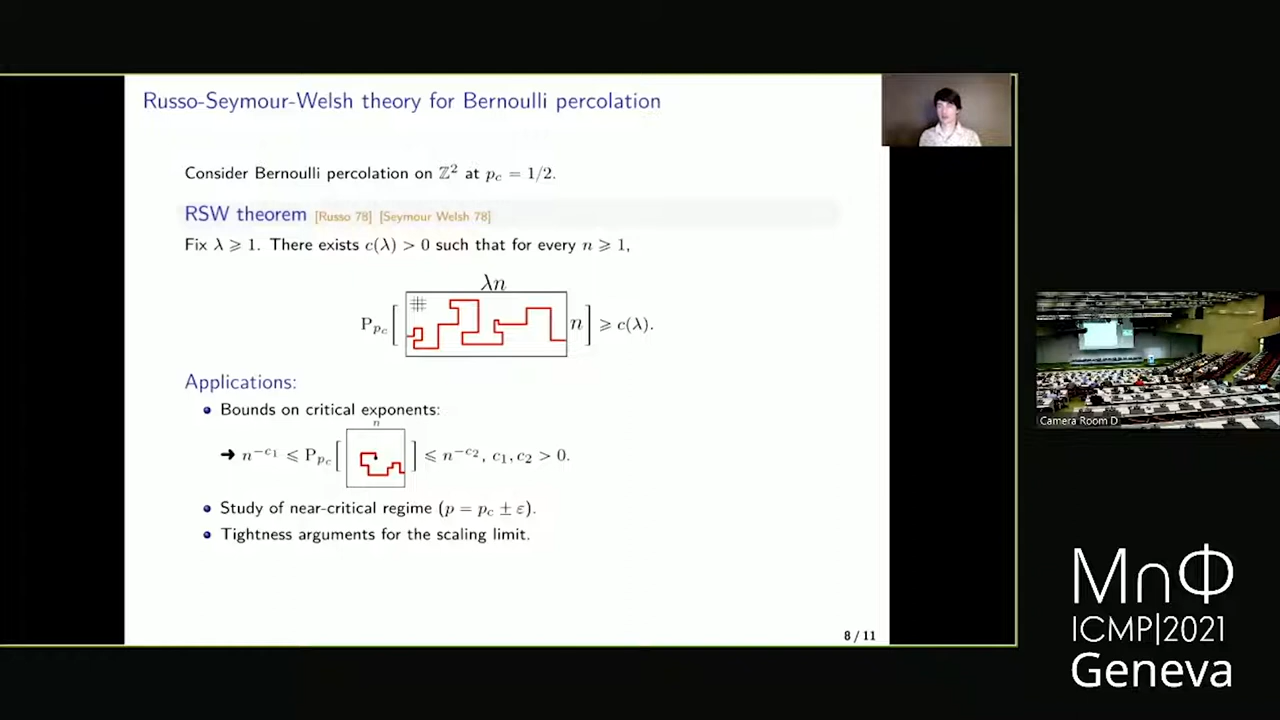 Russo-Seymour-Welsh theory for Bernoulli percolation
Consider Bernoulli percolation on ℤ² at p_c = 1/2.
RSW theorem [Russo 78] [Seymour Welsh 78]
Fix λ ⩾ 1. There exists c(λ) > 0 such that for every n ⩾ 1,
λn
P_{p_c} [ n ] ⩾ c(λ).
Applications:
• Bounds on critical exponents:
n
➜ n^{-c_1} ⩽ P_{p_c} [ ] ⩽ n^{-c_2}, c_1, c_2 > 0.
• Study of near-critical regime (p = p_c ± ε).
• Tightness arguments for the scaling limit.
8 / 11
Camera Room D
M∩Φ
ICMP|2021
Geneva